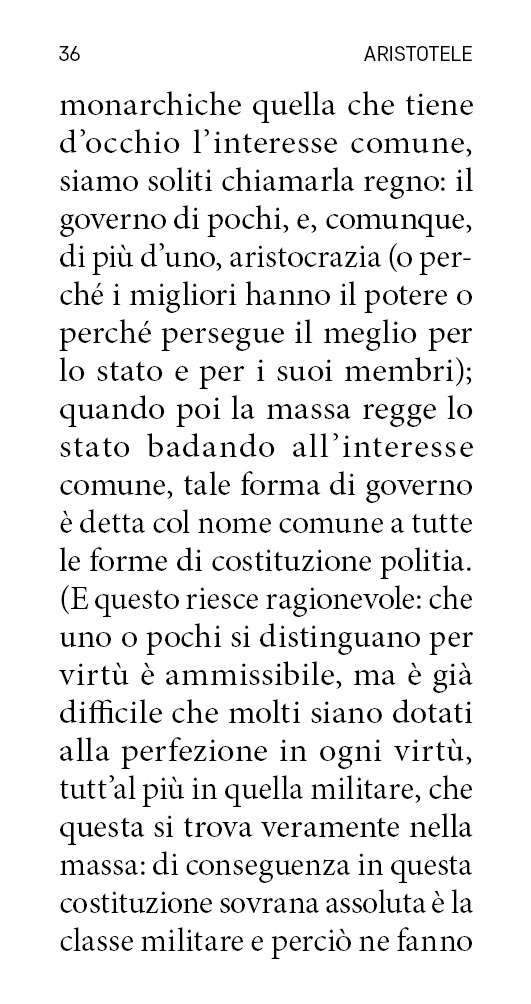 36 ARISTOTELE
monarchiche quella che tiene
d’occhio l’interesse comune,
siamo soliti chiamarla regno: il
governo di pochi, e, comunque,
di più d’uno, aristocrazia (o per-
ché i migliori hanno il potere o
perché persegue il meglio per
lo stato e per i suoi membri);
quando poi la massa regge lo
stato badando all’interesse
comune, tale forma di governo
è detta col nome comune a tutte
le forme di costituzione politia.
(E questo riesce ragionevole: che
uno o pochi si distinguano per
virtù è ammissibile, ma è già
difficile che molti siano dotati
alla perfezione in ogni virtù,
tutt’al più in quella militare, che
questa si trova veramente nella
massa: di conseguenza in questa
costituzione sovrana assoluta è la
classe militare e perciò ne fanno